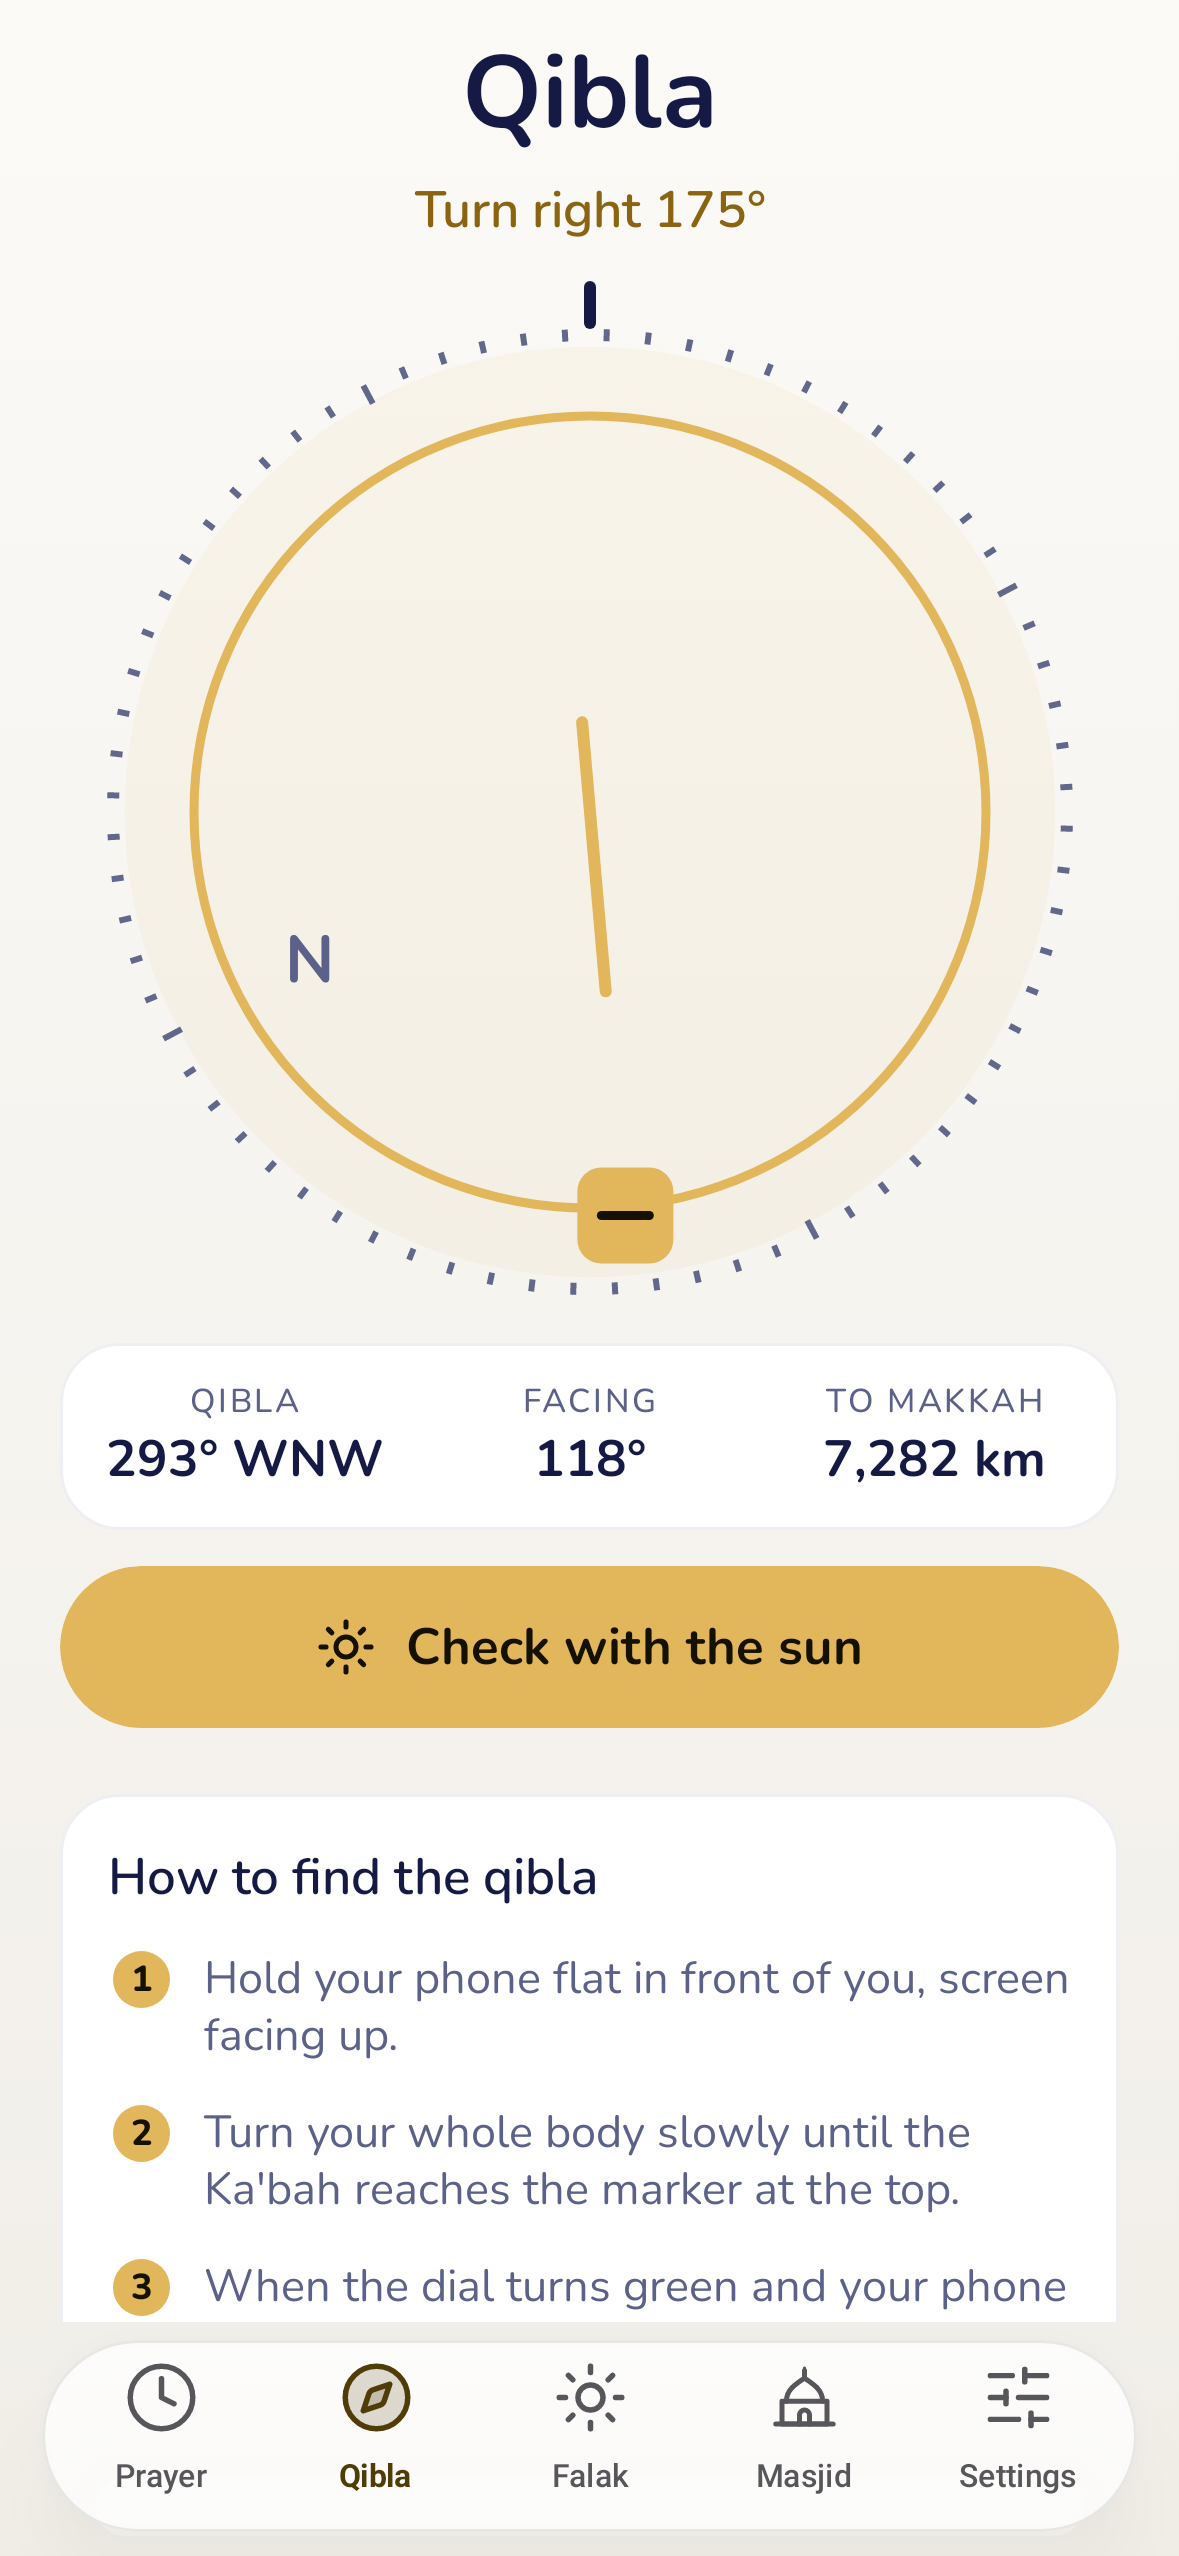 Qibla
Turn right 175°
N
QIBLA
293° WNW
FACING
118°
TO MAKKAH
7,282 km
Check with the sun
How to find the qibla
1 Hold your phone flat in front of you, screen
facing up.
2 Turn your whole body slowly until the
Ka'bah reaches the marker at the top.
3 When the dial turns green and your phone
Prayer
Qibla
Falak
Masjid
Settings